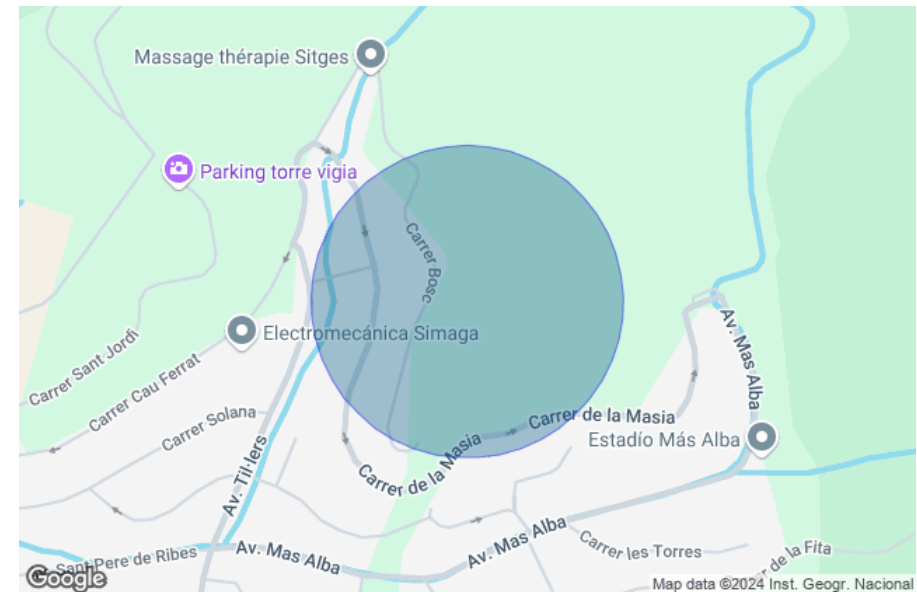 Massage thérapie Sitges
Parking torre vigia
Carrer Bosc
Electromecánica Simaga
Av. Mas Alba
Carrer Sant Jordi
Carrer Cau Ferrat
Carrer Solana
Av. Til·lers
Carrer de la Masia
Carrer de la Masia
Estadío Más Alba
Av. Mas Alba
Av. Mas Alba
Carrer les Torres
Sant Pere de Ribes
de la Fita
Google
Map data ©2024 Inst. Geogr. Nacional